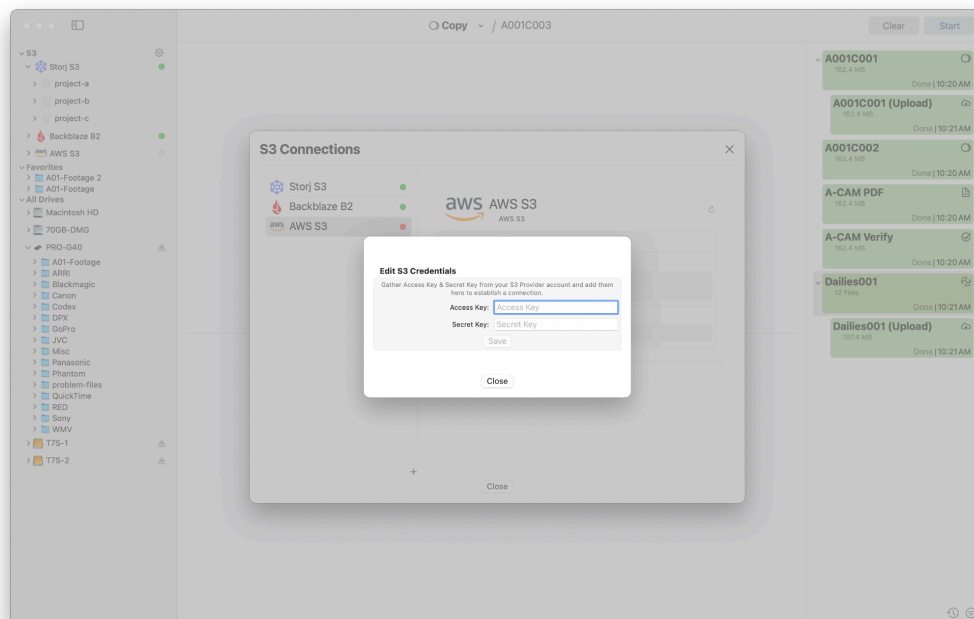 Copy / A001C003
Clear
Start
S3
Storj S3
project-a
project-b
project-c
Backblaze B2
AWS S3
Favorites
A01-Footage 2
A01-Footage
All Drives
Macintosh HD
70GB-DMG
PRO-G40
A01-Footage
ARRI
Blackmagic
Canon
Codex
DPX
GoPro
JVC
Misc
Panasonic
Phantom
problem-files
QuickTime
RED
Sony
WMV
T7S-1
T7S-2
S3 Connections
Storj S3
Backblaze B2
aws AWS S3
aws AWS S3
AWS S3
Edit S3 Credentials
Gather Access Key & Secret Key from your S3 Provider account and add them
here to establish a connection.
Access Key: Access Key
Secret Key: Secret Key
Save
Close
Close
A001C001
162.4 MB
Done | 10:20 AM
A001C001 (Upload)
162.4 MB
Done | 10:21 AM
A001C002
162.4 MB
Done | 10:20 AM
A-CAM PDF
162.4 MB
Done | 10:20 AM
A-CAM Verify
162.4 MB
Done | 10:20 AM
Dailies001
12 Files
Done | 10:21 AM
Dailies001 (Upload)
197.4 MB
Done | 10:21 AM